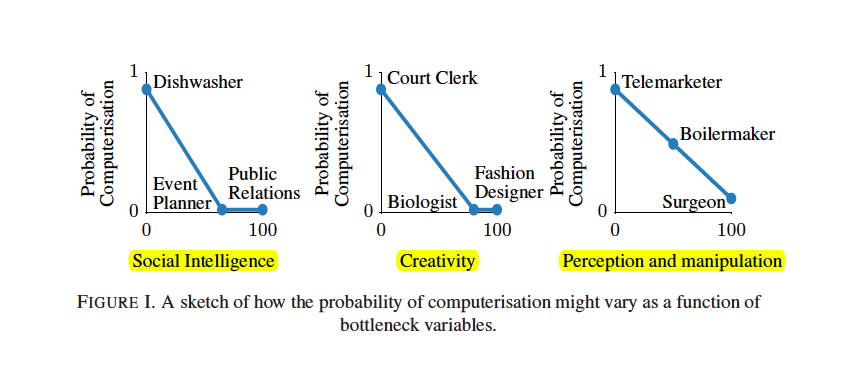 Probability of
Computerisation
1
0
Dishwasher
Event
Planner
Public
Relations
0
100
Social Intelligence
Probability of
Computerisation
1
0
Court Clerk
Biologist
Fashion
Designer
0
100
Creativity
Probability of
Computerisation
1
0
Telemarketer
Boilermaker
Surgeon
0
100
Perception and manipulation
FIGURE I. A sketch of how the probability of computerisation might vary as a function of
bottleneck variables.